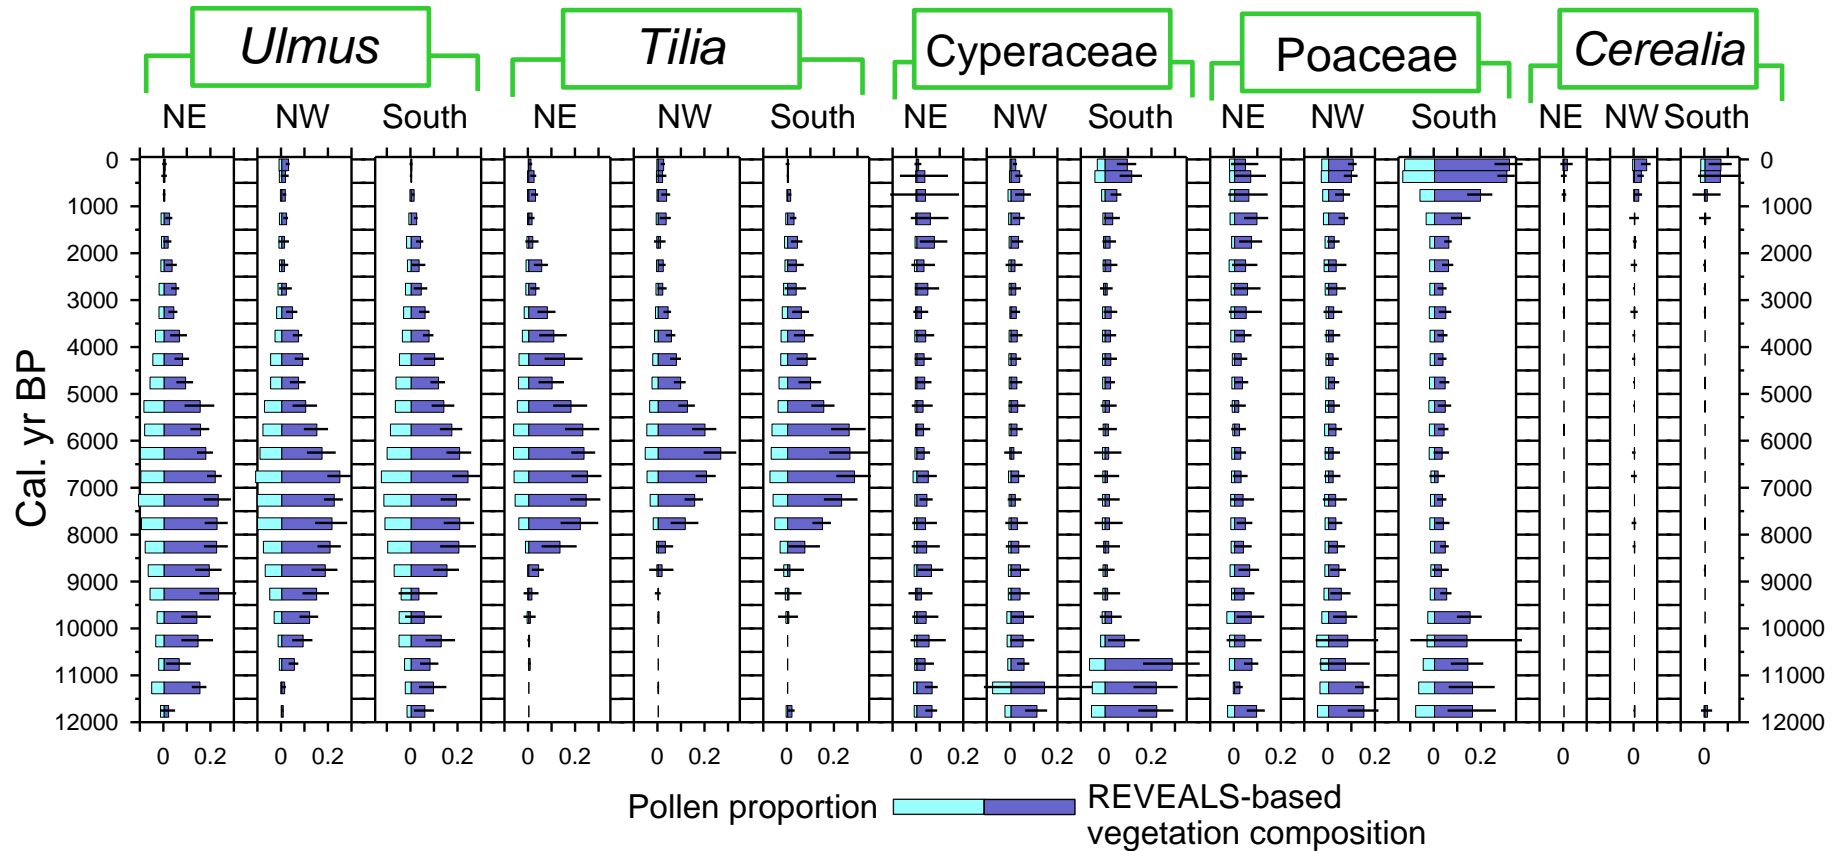 Ulmus Tilia Cyperaceae Poaceae Cerealia
NE NW South NE NW South NE NW South NE NW South NE NW South
0 0
1000 1000
2000 2000
3000 3000
4000 4000
5000 5000
6000 6000
7000 7000
8000 8000
9000 9000
10000 10000
11000 11000
12000 12000
Cal. yr BP
0 0.2 0 0.2 0 0.2 0 0.2 0 0.2 0 0.2 0 0.2 0 0.2 0 0.2 0 0.2 0 0.2 0 0.2 0 0 0
Pollen proportion REVEALS-based
vegetation composition